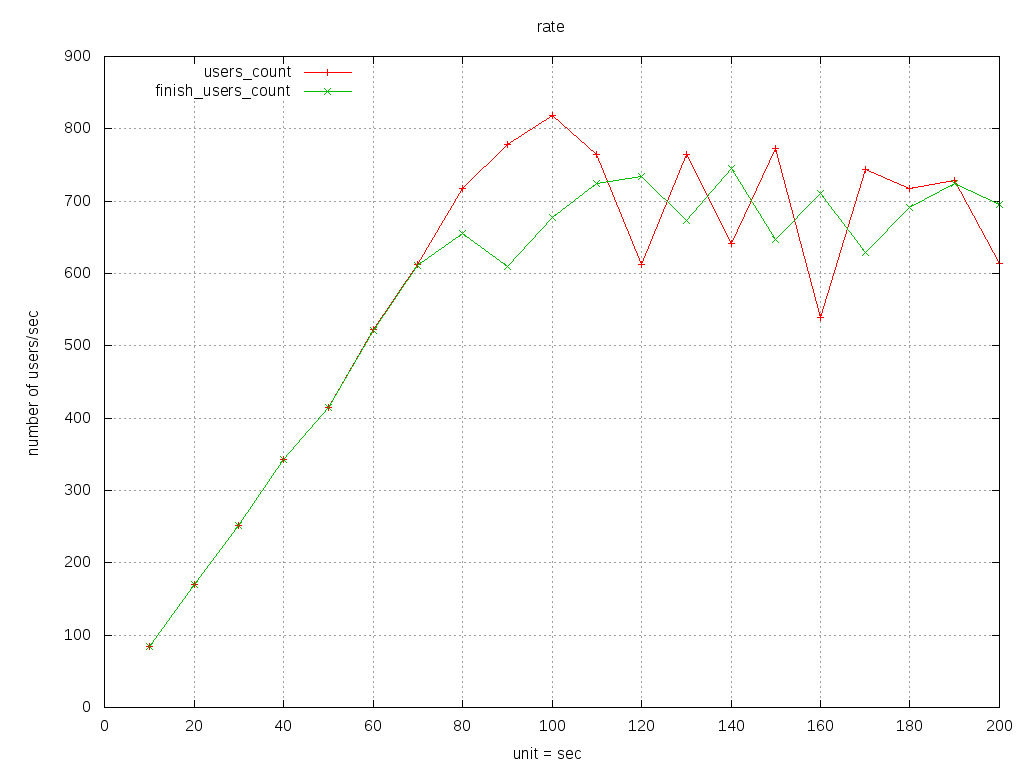 rate
900
800
700
600
500
400
300
200
100
0
users_count
finish_users_count
number of users/sec
0 20 40 60 80 100 120 140 160 180 200
unit = sec